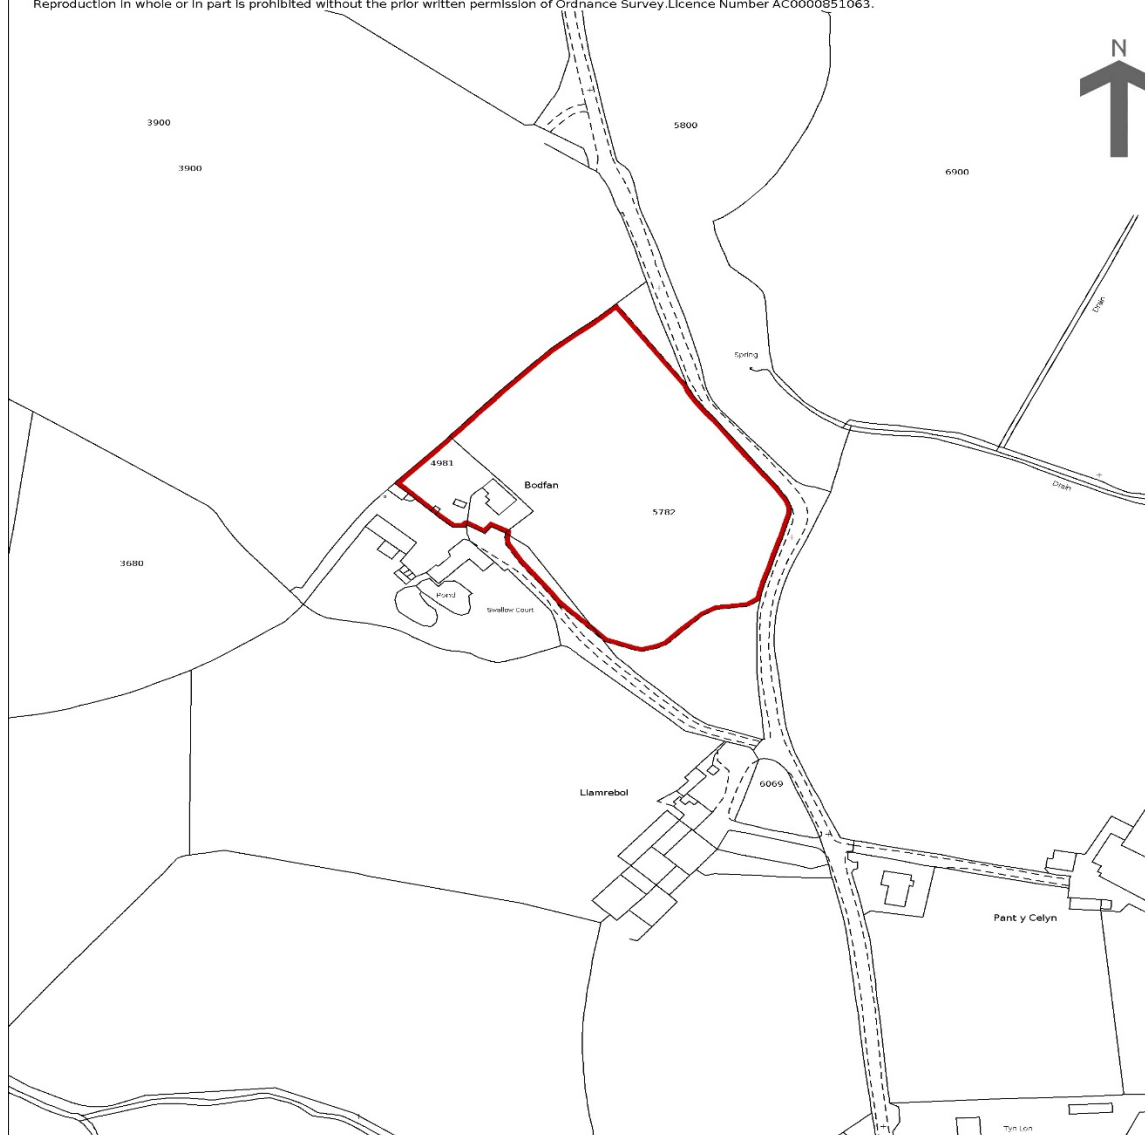 Reproduction in whole or in part is prohibited without the prior written permission of Ordnance Survey.Licence Number AC0000851063.
N
3900
5800
3900
6900
Drain
Spring
4981
Bodfan
Drain
5782
3680
Pond
Swallow Court
6069
Llamrebol
Pant y Celyn
Tyn Lon